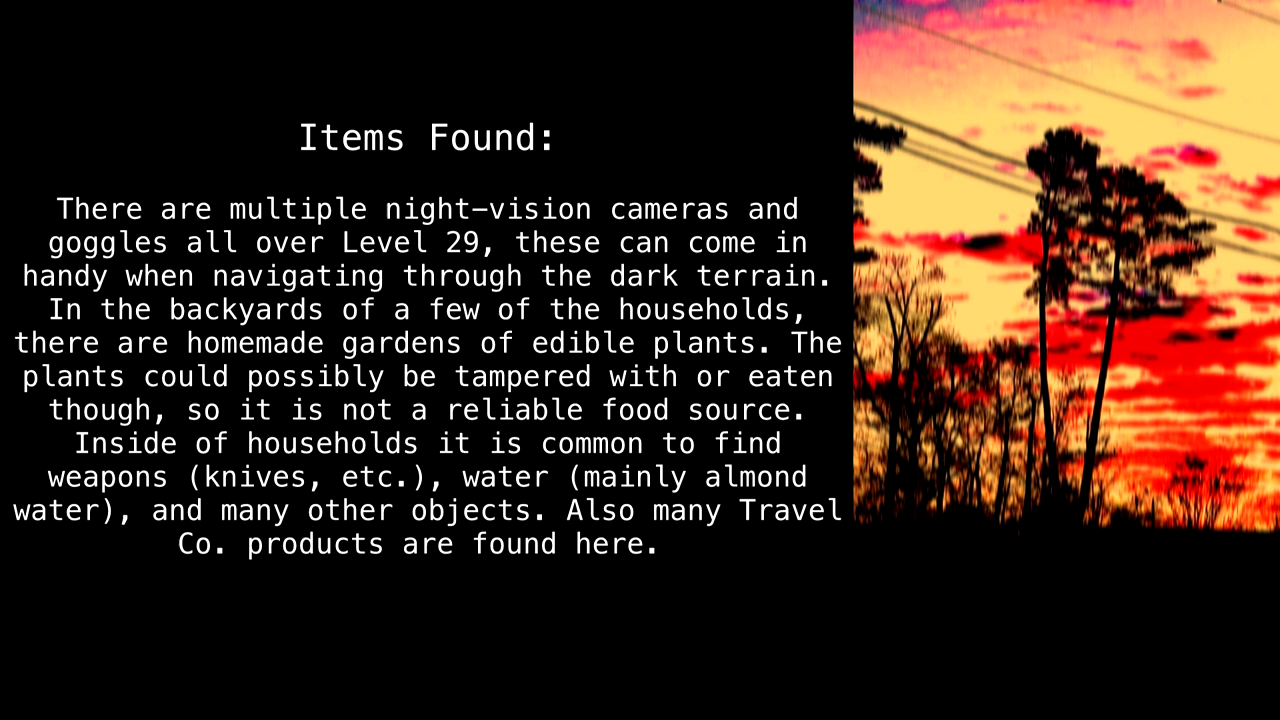 Items Found:
There are multiple night-vision cameras and
goggles all over Level 29, these can come in
handy when navigating through the dark terrain.
In the backyards of a few of the households,
there are homemade gardens of edible plants. The
plants could possibly be tampered with or eaten
though, so it is not a reliable food source.
Inside of households it is common to find
weapons (knives, etc.), water (mainly almond
water), and many other objects. Also many Travel
Co. products are found here.